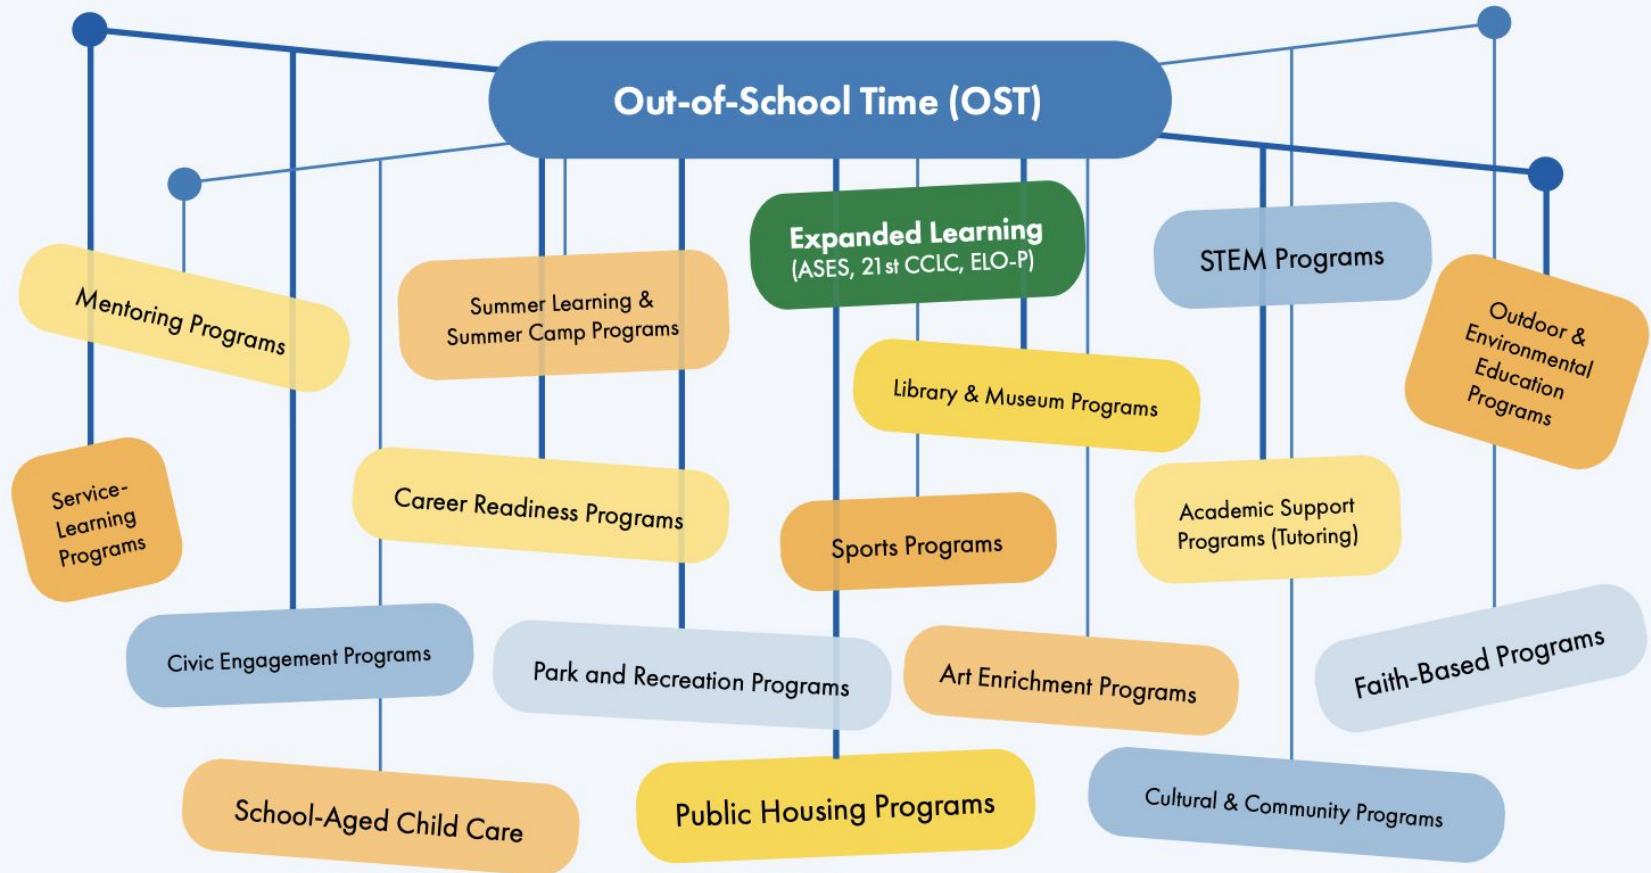 Out-of-School Time (OST)
Expanded Learning
(ASES, 21st CCLC, ELO-P)
STEM Programs
Mentoring Programs
Summer Learning &
Summer Camp Programs
Outdoor &
Environmental
Education
Programs
Library & Museum Programs
Service-
Learning
Programs
Career Readiness Programs
Sports Programs
Academic Support
Programs (Tutoring)
Civic Engagement Programs
Park and Recreation Programs
Art Enrichment Programs
Faith-Based Programs
School-Aged Child Care
Public Housing Programs
Cultural & Community Programs